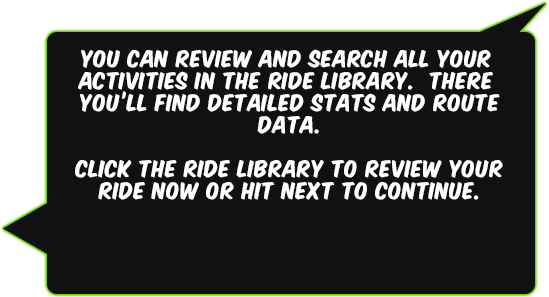 YOU CAN REVIEW AND SEARCH ALL YOUR
ACTIVITIES IN THE RIDE LIBRARY.  THERE
YOU'LL FIND DETAILED STATS AND ROUTE
DATA.
CLICK THE RIDE LIBRARY TO REVIEW YOUR
RIDE NOW OR HIT NEXT TO CONTINUE.